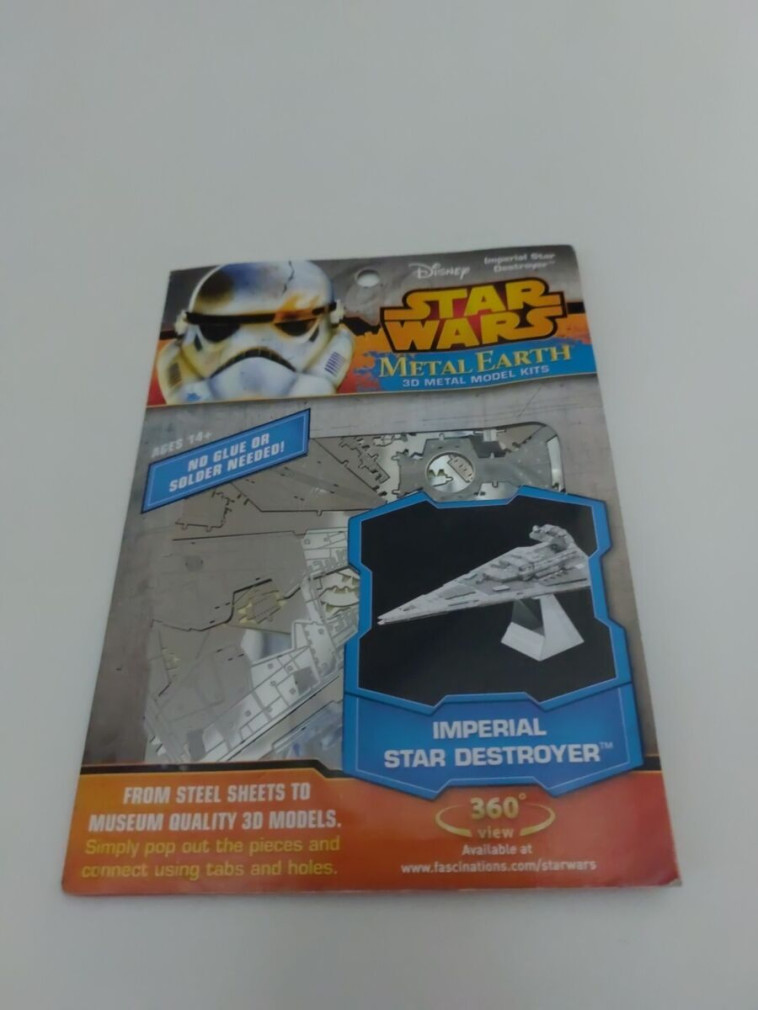 Disney
Imperial Star
Destroyer™
STAR
WARS
METAL EARTH™
3D METAL MODEL KITS
AGES 14+
NO GLUE OR
SOLDER NEEDED!
IMPERIAL
STAR DESTROYER™
FROM STEEL SHEETS TO
MUSEUM QUALITY 3D MODELS.
Simply pop out the pieces and
connect using tabs and holes.
360°
view
Available at
www.fascinations.com/starwars